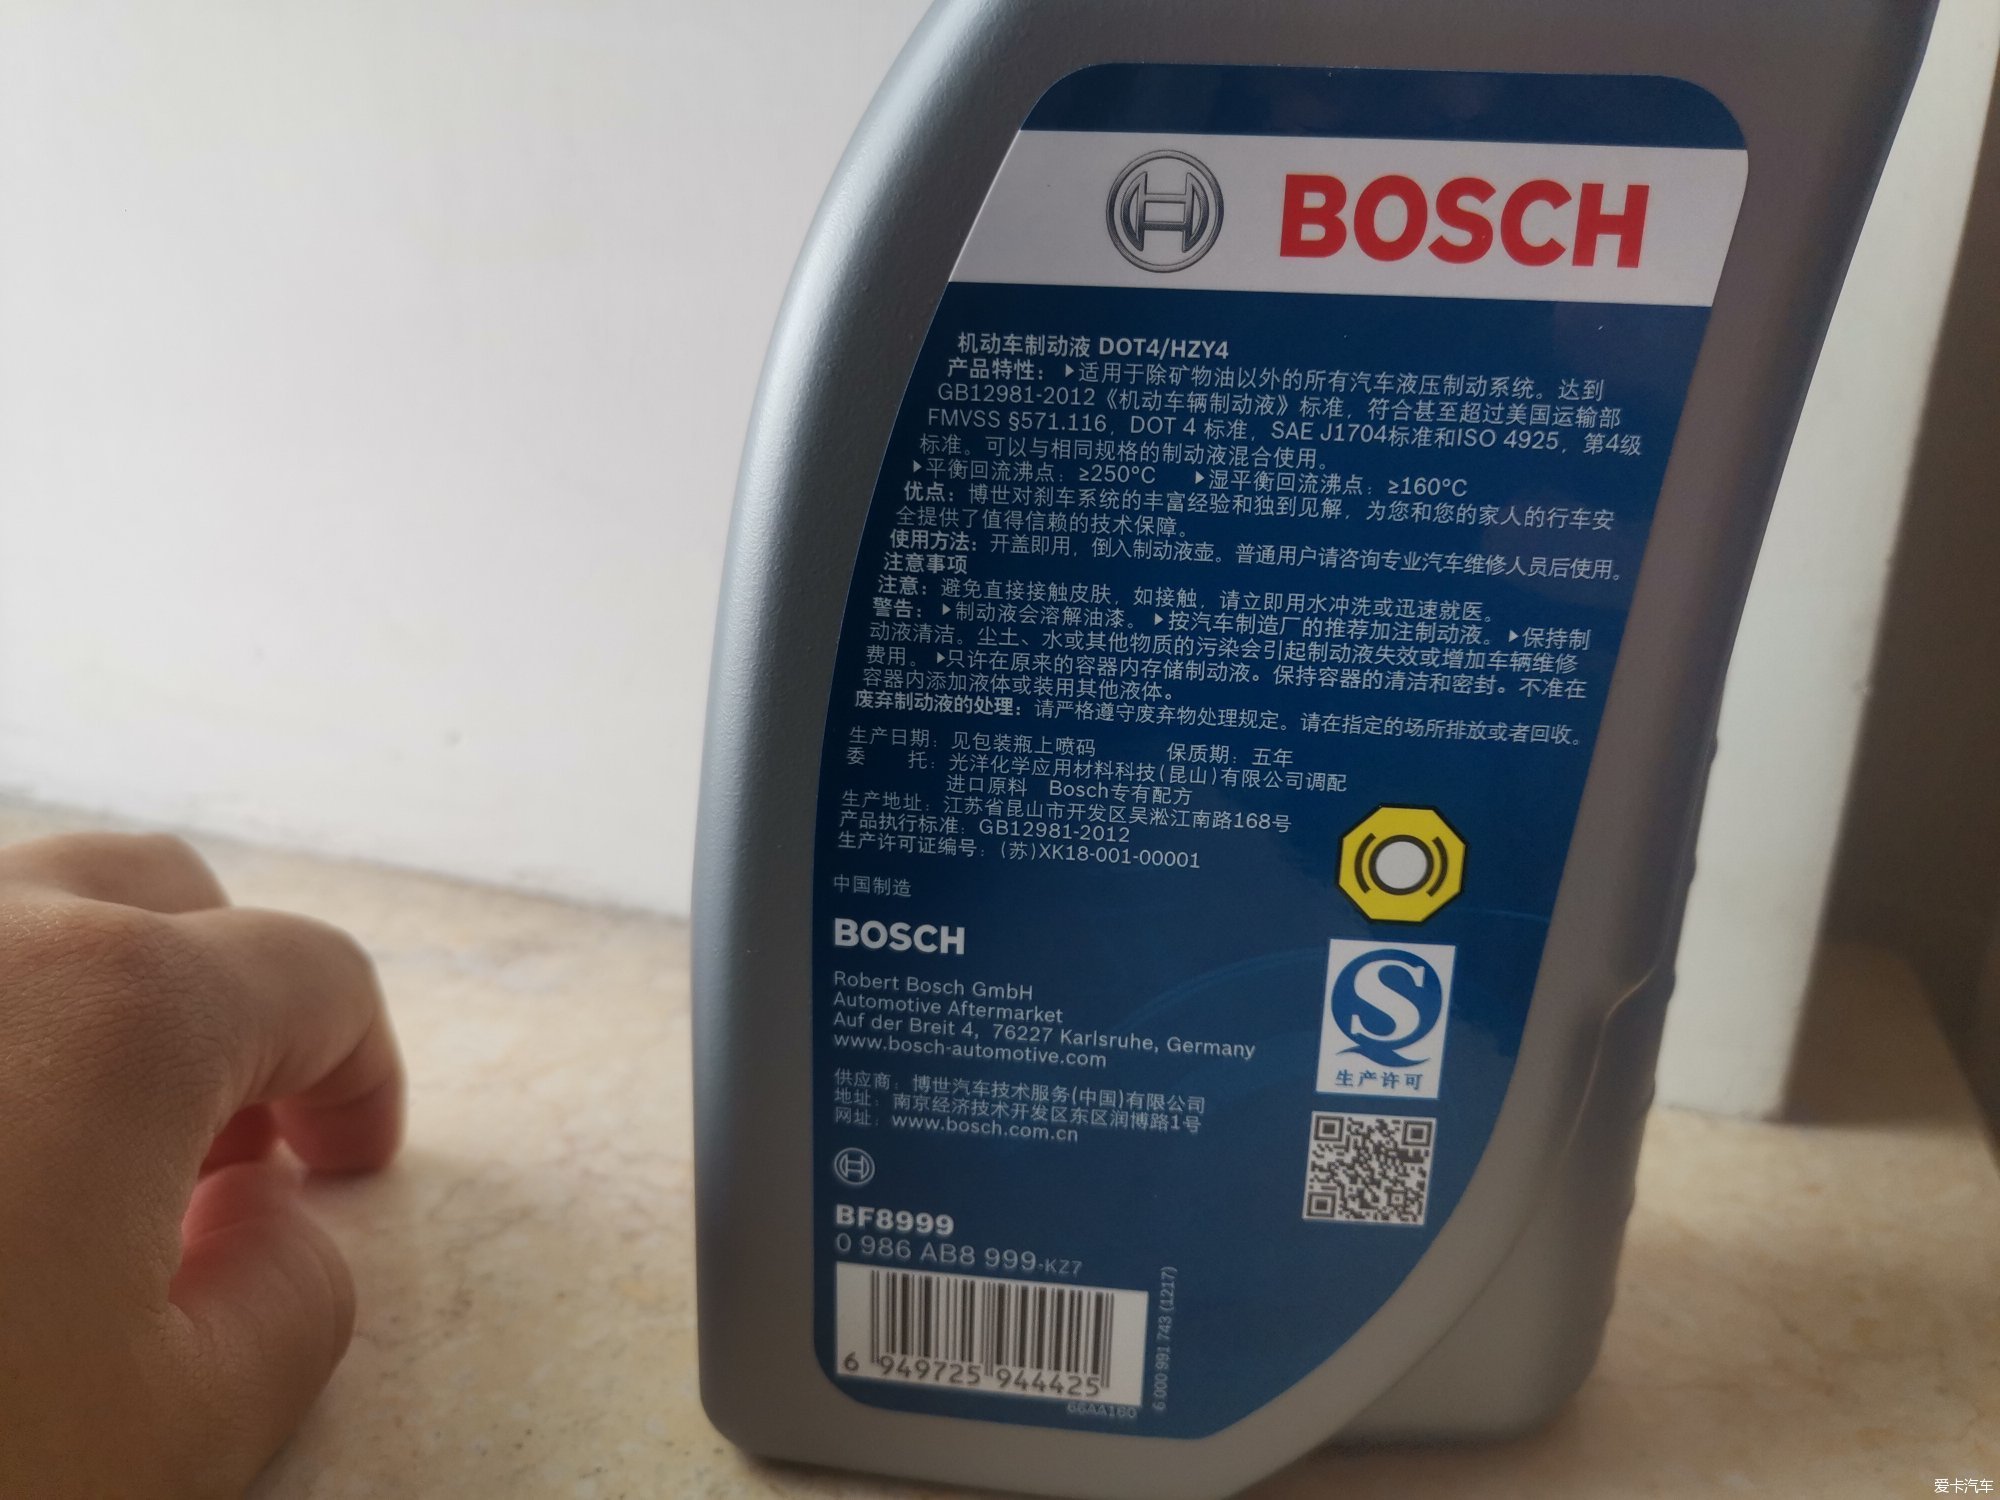 BOSCH
机动车制动液 DOT4/HZY4
产品特性：▶适用于除矿物油以外的所有汽车液压制动系统。达到
GB12981-2012《机动车辆制动液》标准，符合甚至超过美国运输部
FMVSS §571.116，DOT 4 标准，SAE J1704标准和ISO 4925，第4级
标准。可以与相同规格的制动液混合使用。
▶平衡回流沸点：≥250°C ▶湿平衡回流沸点：≥160°C
优点：博世对刹车系统的丰富经验和独到见解，为您和您的家人的行车安
全提供了值得信赖的技术保障。
使用方法：开盖即用，倒入制动液壶。普通用户请咨询专业汽车维修人员后使用。
注意事项
注意：避免直接接触皮肤，如接触，请立即用水冲洗或迅速就医。
警告：▶制动液会溶解油漆。▶按汽车制造厂的推荐加注制动液。▶保持制
动液清洁。尘土、水或其他物质的污染会引起制动液失效或增加车辆维修
费用。▶只许在原来的容器内存储制动液。保持容器的清洁和密封。不准在
容器内添加液体或装用其他液体。
废弃制动液的处理：请严格遵守废弃物处理规定。请在指定的场所排放或者回收。
生产日期：见包装瓶上喷码 保质期：五年
委 托：光洋化学应用材料科技(昆山)有限公司调配
进口原料 Bosch专有配方
生产地址：江苏省昆山市开发区吴淞江南路168号
产品执行标准：GB12981-2012
生产许可证编号：(苏)XK18-001-00001
中国制造
BOSCH
Robert Bosch GmbH
Automotive Aftermarket
Auf der Breit 4, 76227 Karlsruhe, Germany
www.bosch-automotive.com
生产许可
供应商：博世汽车技术服务(中国)有限公司
地址：南京经济技术开发区东区润博路1号
网址：www.bosch.com.cn
BF8999
0 986 AB8 999-KZ7
6 949725 944425
66AA160
6 000 991 743 (1217)
爱卡汽车